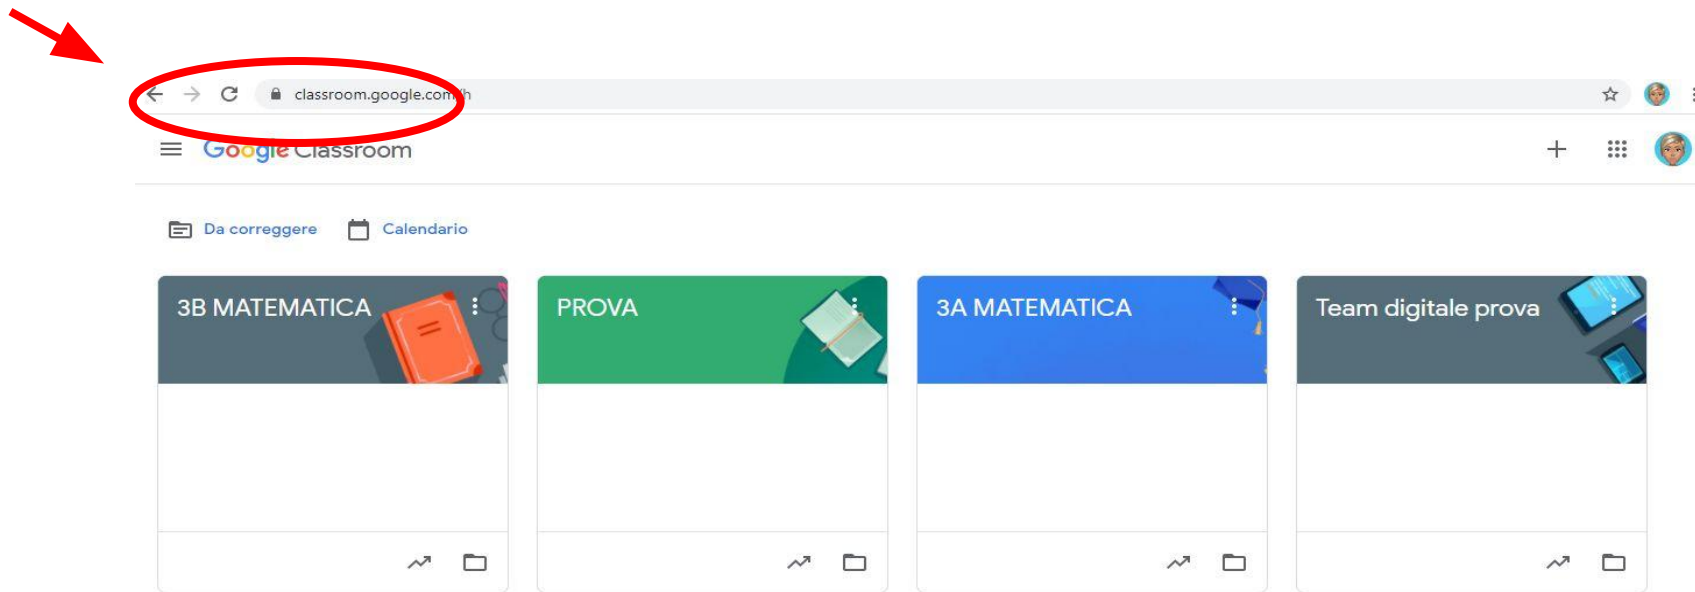 classroom.google.com/h
Google Classroom
Da correggere Calendario
3B MATEMATICA
PROVA
3A MATEMATICA
Team digitale prova